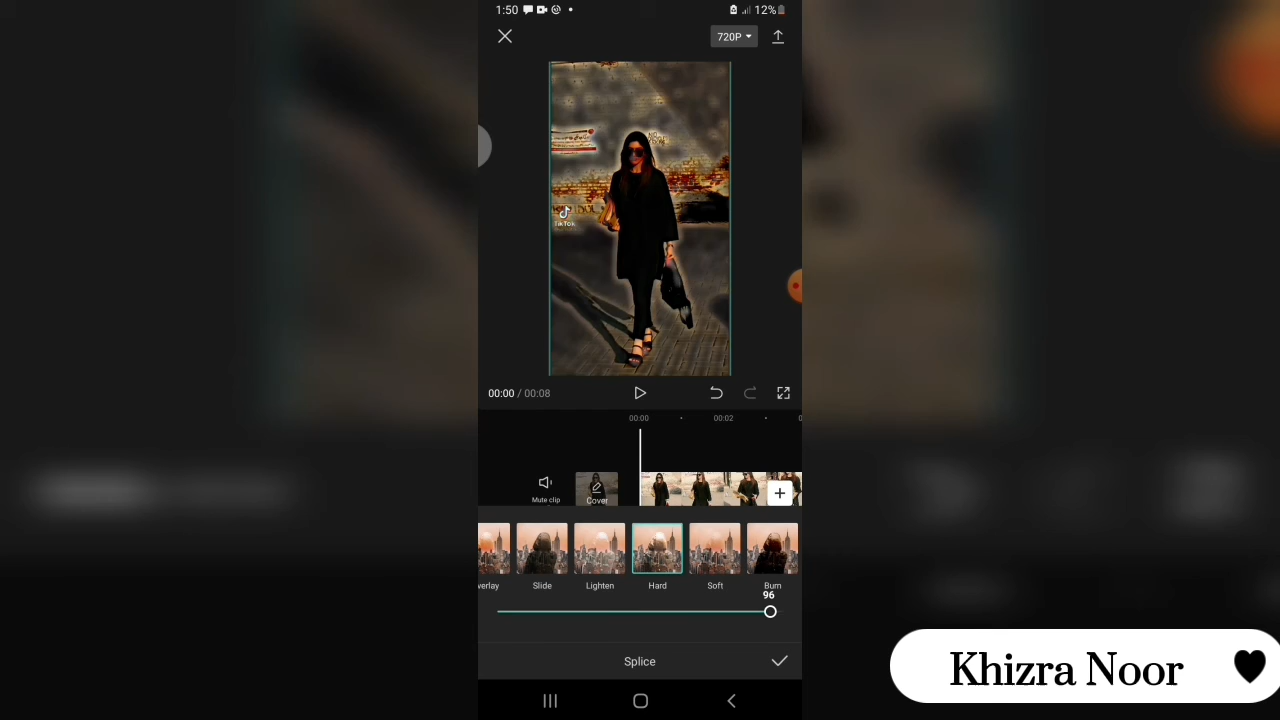 1:50
12%
720P
TikTok
00:00 / 00:08
00:00
00:02
Mute clip
Cover
verlay
Slide
Lighten
Hard
Soft
Burn
96
Splice
Khizra Noor